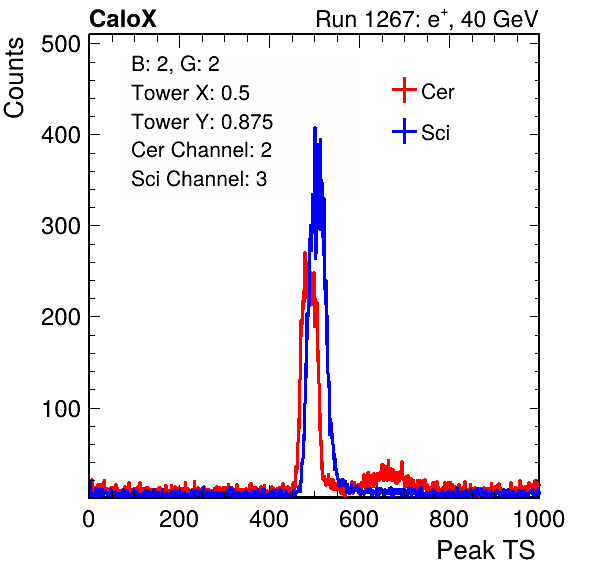 CaloX
Run 1267: e⁺, 40 GeV
Counts
500
400
300
200
100
B: 2, G: 2
Tower X: 0.5
Tower Y: 0.875
Cer Channel: 2
Sci Channel: 3
Cer
Sci
0 200 400 600 800 1000
Peak TS